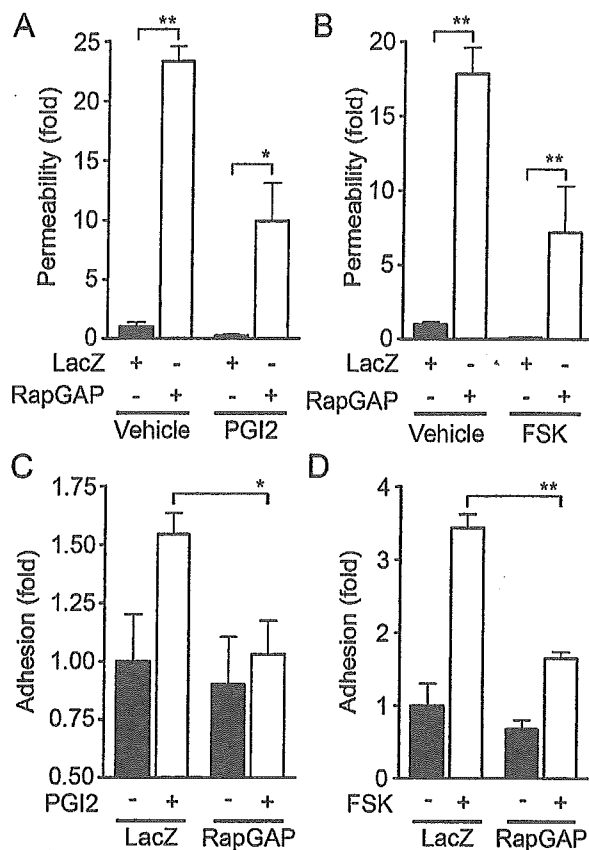 A
Permeability (fold)
25
20
15
10
5
0
**
*
LacZ + - + -
RapGAP - + - +
Vehicle PGI2
B
Permeability (fold)
20
15
10
5
0
**
**
LacZ + - + -
RapGAP - + - +
Vehicle FSK
C
Adhesion (fold)
1.75
1.50
1.25
1.00
0.75
0.50
*
PGI2 - + - +
LacZ RapGAP
D
Adhesion (fold)
4
3
2
1
0
**
FSK - + - +
LacZ RapGAP